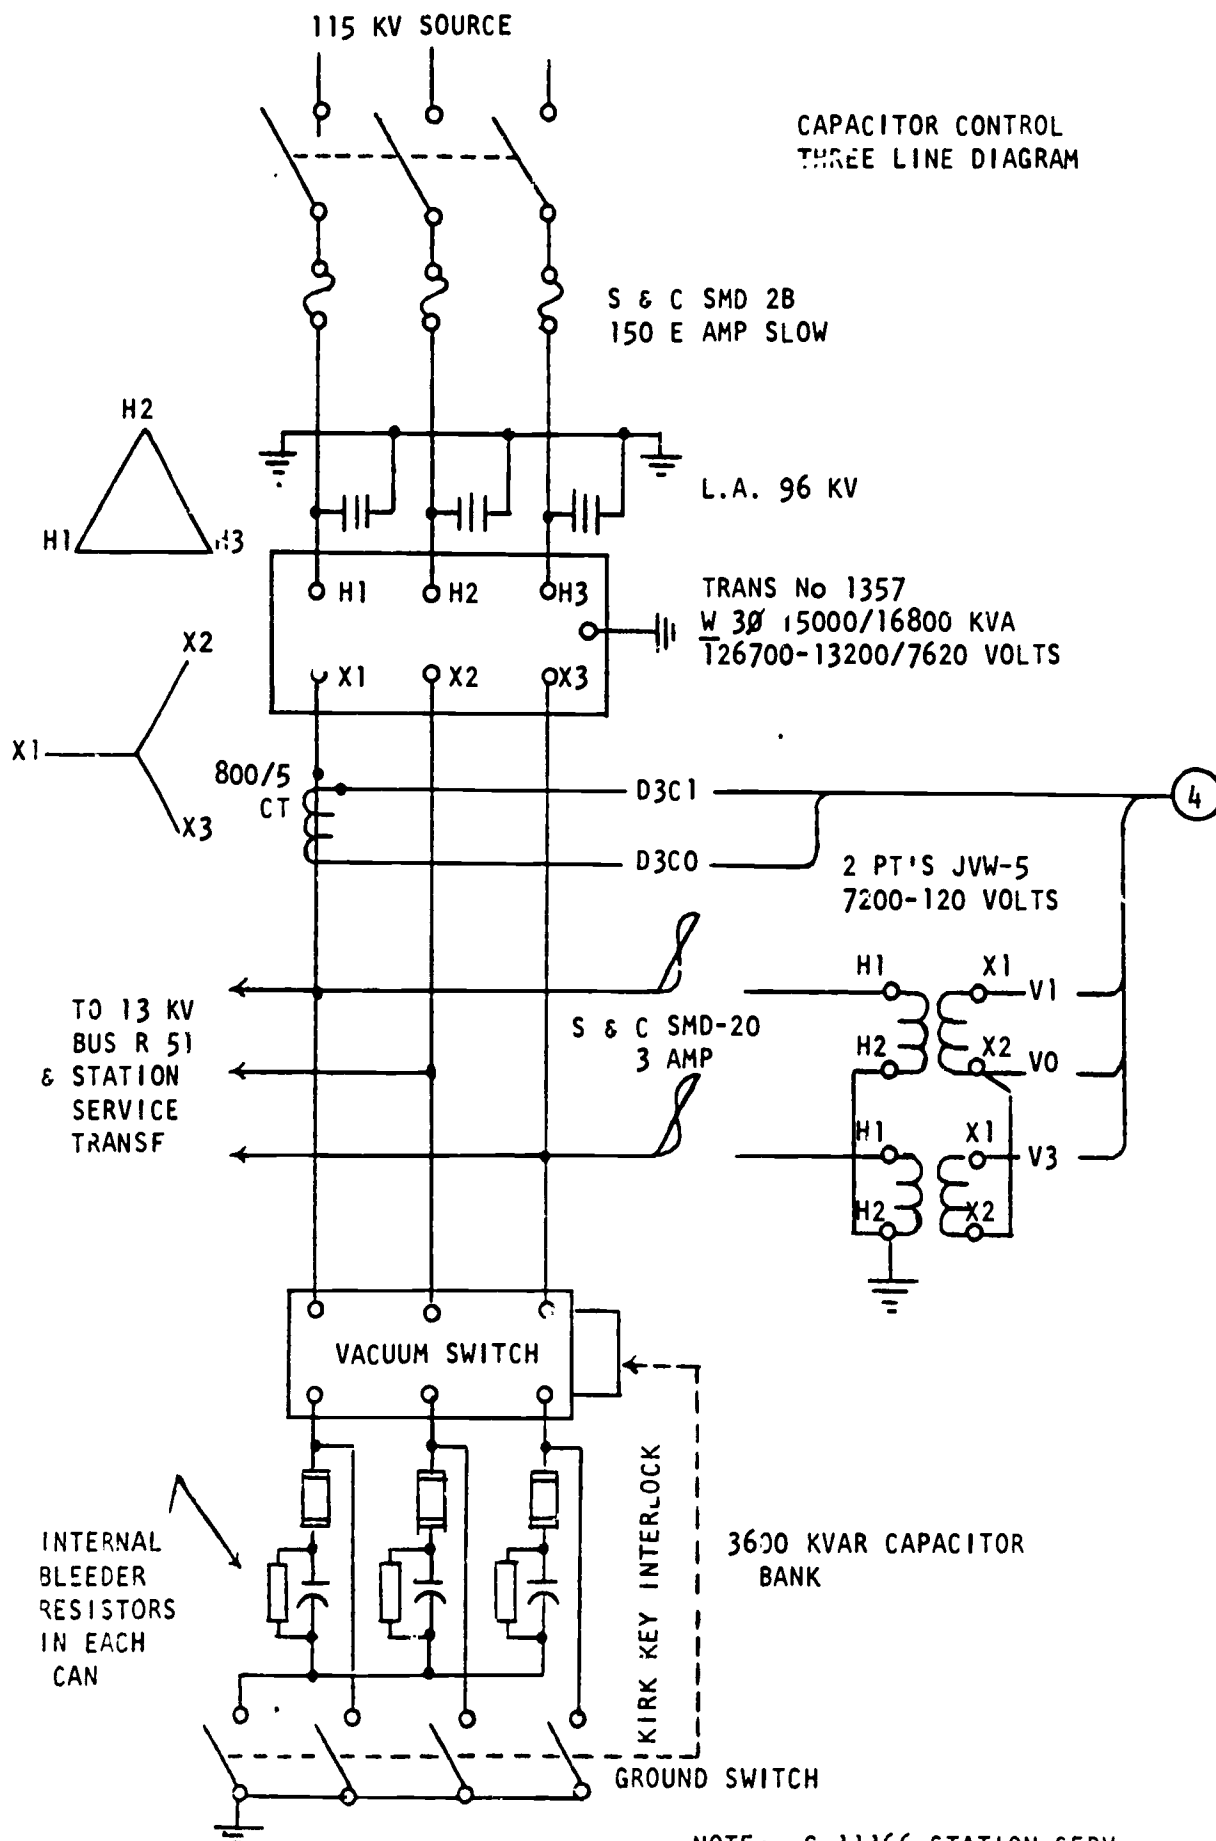 115 KV SOURCE
CAPACITOR CONTROL
THREE LINE DIAGRAM
S & C SMD 2B
150 E AMP SLOW
H2
H1
H3
L.A. 96 KV
H1
H2
H3
TRANS No 1357
W 3Ø 15000/16800 KVA
126700-13200/7620 VOLTS
X1
X2
X3
X2
X1
X3
800/5
CT
D3C1
4
D3C0
2 PT'S JVW-5
7200-120 VOLTS
H1
X1
V1
TO 13 KV
BUS R 51
& STATION
SERVICE
TRANSF
S & C SMD-20
3 AMP
H2
X2
V0
H1
X1
V3
H2
X2
VACUUM SWITCH
KIRK KEY INTERLOCK
INTERNAL
BLEEDER
RESISTORS
IN EACH
CAN
3600 KVAR CAPACITOR
BANK
GROUND SWITCH